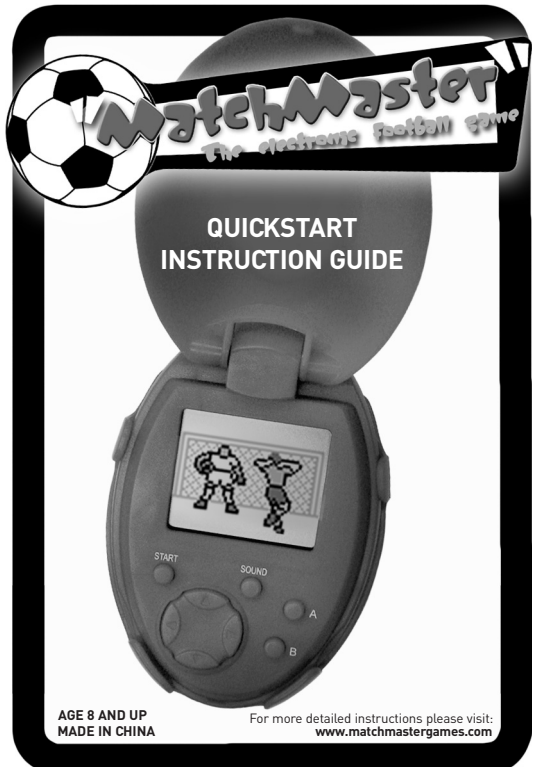 MatchMaster
The electronic football game
QUICKSTART
INSTRUCTION GUIDE
START
SOUND
A
B
AGE 8 AND UP
MADE IN CHINA
For more detailed instructions please visit:
www.matchmastergames.com